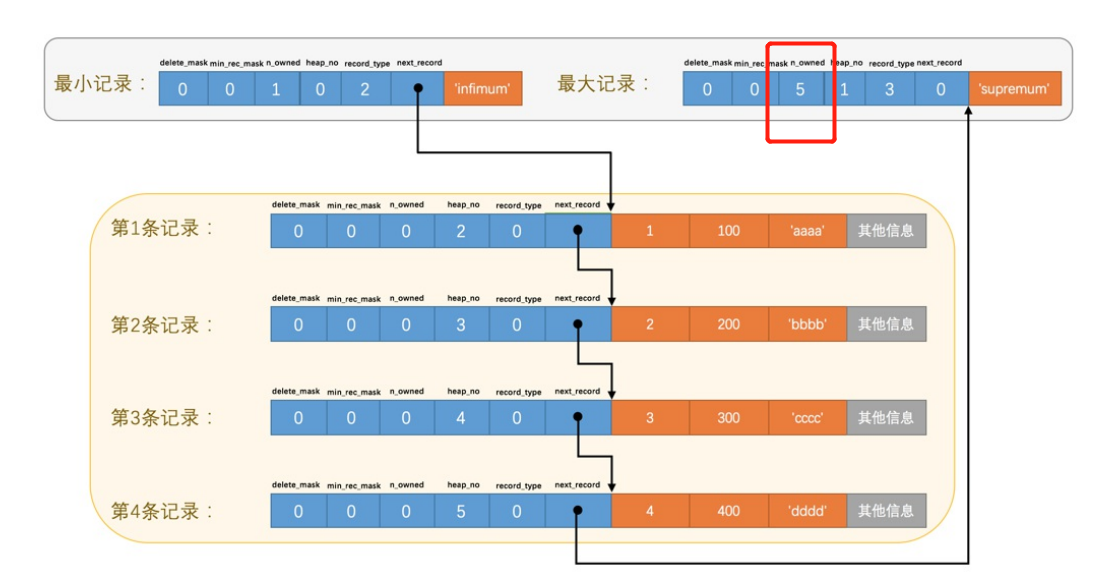 delete_mask min_rec_mask n_owned heap_no record_type next_record
最小记录： 0 0 1 0 2 'infimum'
delete_mask min_rec_mask n_owned heap_no record_type next_record
最大记录： 0 0 5 1 3 0 'supremum'
delete_mask min_rec_mask n_owned heap_no record_type next_record
第1条记录： 0 0 0 2 0 1 100 'aaaa' 其他信息
delete_mask min_rec_mask n_owned heap_no record_type next_record
第2条记录： 0 0 0 3 0 2 200 'bbbb' 其他信息
delete_mask min_rec_mask n_owned heap_no record_type next_record
第3条记录： 0 0 0 4 0 3 300 'cccc' 其他信息
delete_mask min_rec_mask n_owned heap_no record_type next_record
第4条记录： 0 0 0 5 0 4 400 'dddd' 其他信息